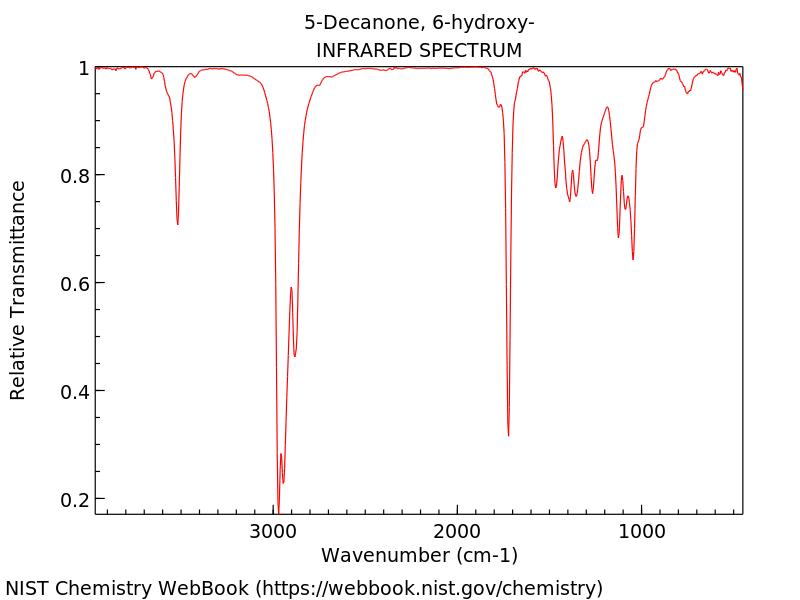 5-Decanone, 6-hydroxy-
INFRARED SPECTRUM
1
0.8
0.6
0.4
0.2
Relative Transmittance
3000 2000 1000
Wavenumber (cm-1)
NIST Chemistry WebBook (https://webbook.nist.gov/chemistry)